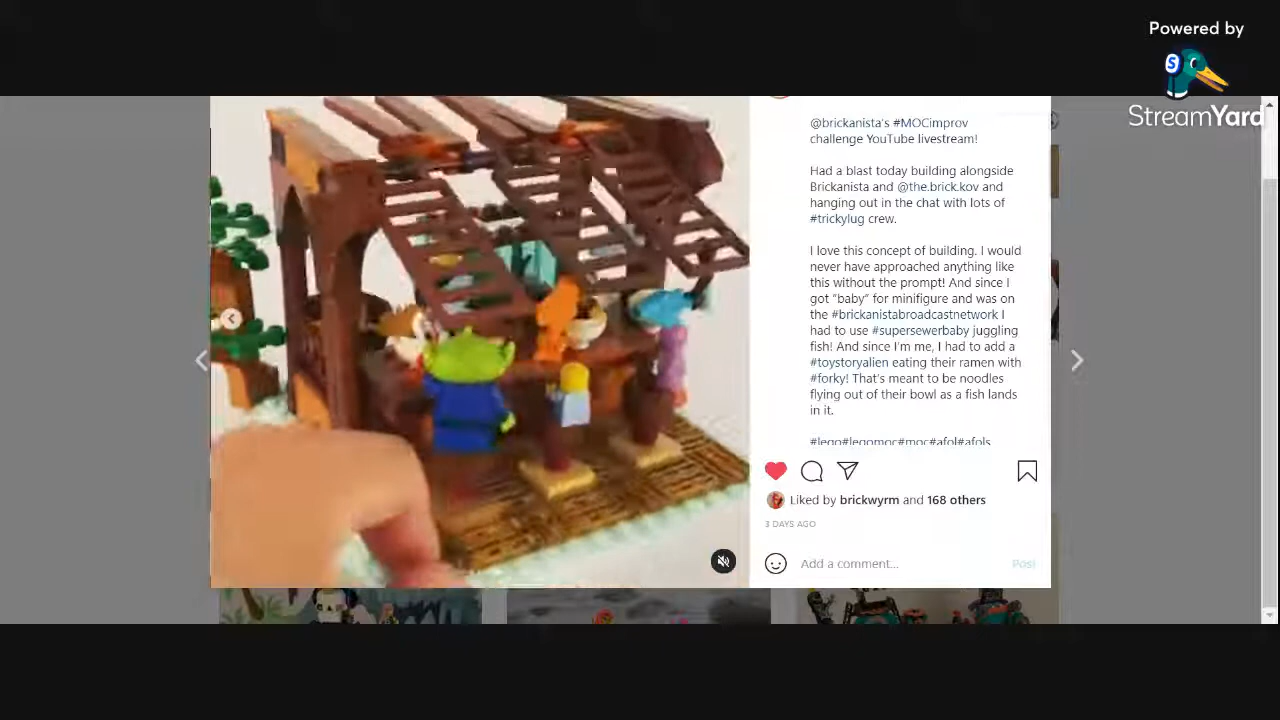 Powered by
StreamYard
@brickanista's #MOCimprov
challenge YouTube livestream!
Had a blast today building alongside
Brickanista and @the.brick.kov and
hanging out in the chat with lots of
#trickylug crew.
I love this concept of building. I would
never have approached anything like
this without the prompt! And since I
got "baby" for minifigure and was on
the #brickanistabroadcastnetwork I
had to use #supersewerbaby juggling
fish! And since I'm me, I had to add a
#toystoryalien eating their ramen with
#forky! That's meant to be noodles
flying out of their bowl as a fish lands
in it.
#lego#legomoc#moc#afol#afols
Liked by brickwyrm and 168 others
3 DAYS AGO
Add a comment...
Post